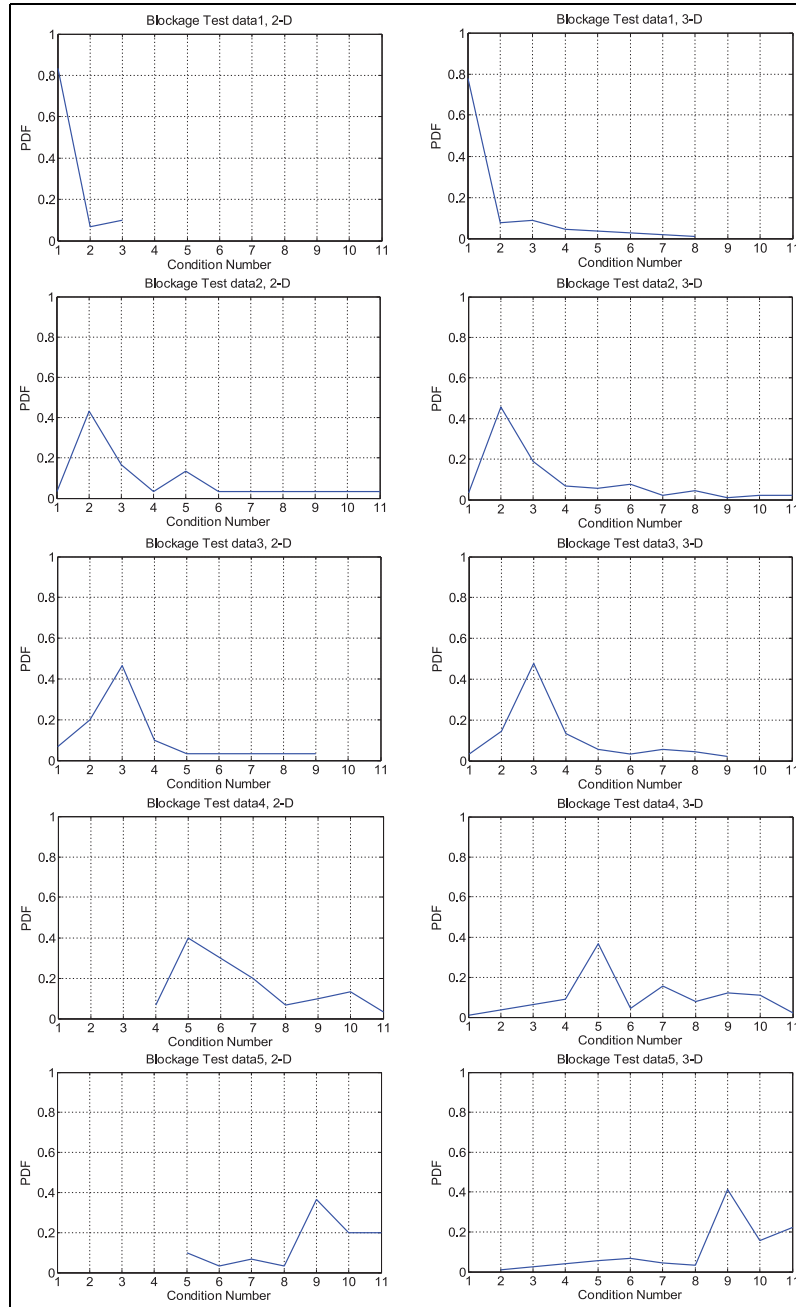 Blockage Test data1, 2-D
1
0.8
0.6
0.4
0.2
0
PDF
1 2 3 4 5 6 7 8 9 10 11
Condition Number
Blockage Test data1, 3-D
1
0.8
0.6
0.4
0.2
0
PDF
1 2 3 4 5 6 7 8 9 10 11
Condition Number
Blockage Test data2, 2-D
1
0.8
0.6
0.4
0.2
0
PDF
1 2 3 4 5 6 7 8 9 10 11
Condition Number
Blockage Test data2, 3-D
1
0.8
0.6
0.4
0.2
0
PDF
1 2 3 4 5 6 7 8 9 10 11
Condition Number
Blockage Test data3, 2-D
1
0.8
0.6
0.4
0.2
0
PDF
1 2 3 4 5 6 7 8 9 10 11
Condition Number
Blockage Test data3, 3-D
1
0.8
0.6
0.4
0.2
0
PDF
1 2 3 4 5 6 7 8 9 10 11
Condition Number
Blockage Test data4, 2-D
1
0.8
0.6
0.4
0.2
0
PDF
1 2 3 4 5 6 7 8 9 10 11
Condition Number
Blockage Test data4, 3-D
1
0.8
0.6
0.4
0.2
0
PDF
1 2 3 4 5 6 7 8 9 10 11
Condition Number
Blockage Test data5, 2-D
1
0.8
0.6
0.4
0.2
0
PDF
1 2 3 4 5 6 7 8 9 10 11
Condition Number
Blockage Test data5, 3-D
1
0.8
0.6
0.4
0.2
0
PDF
1 2 3 4 5 6 7 8 9 10 11
Condition Number